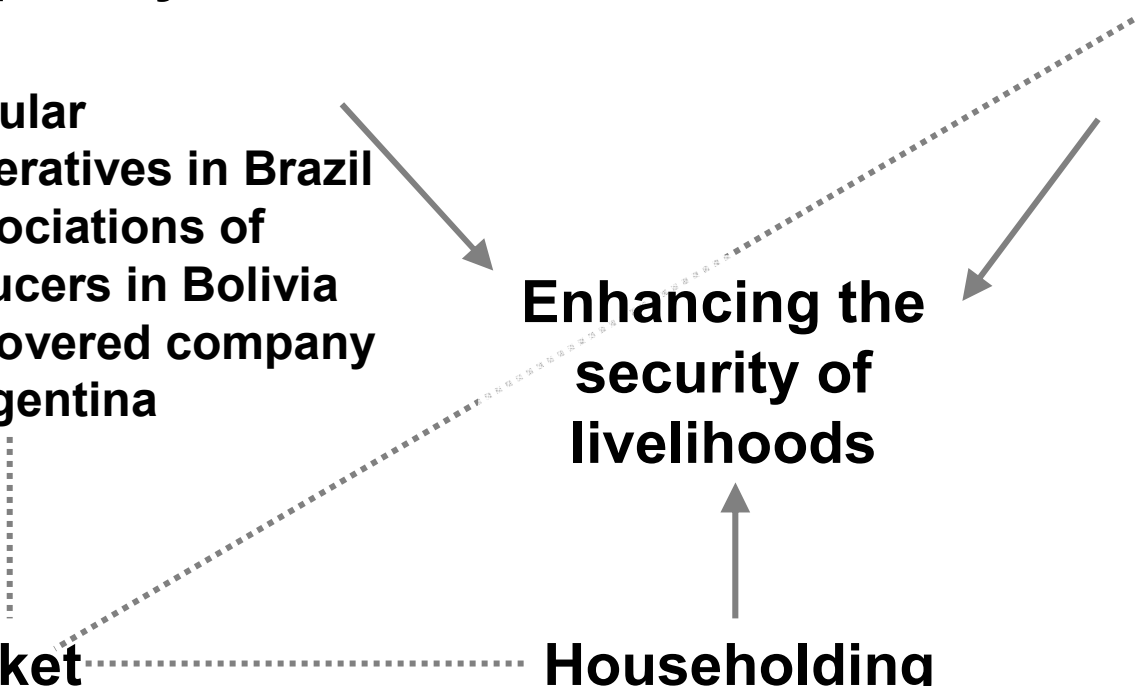 ular
eratives in Brazil
ociations of
ucers in Bolivia
overed company
gentina
Enhancing the
security of
livelihoods
ket
Householding